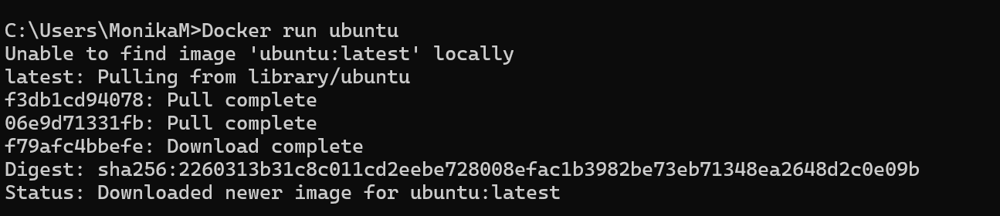 C:\Users\MonikaM>Docker run ubuntu
Unable to find image 'ubuntu:latest' locally
latest: Pulling from library/ubuntu
f3db1cd94078: Pull complete
06e9d71331fb: Pull complete
f79afc4bbefe: Download complete
Digest: sha256:2260313b31c8c011cd2eebe728008efac1b3982be73eb71348ea2648d2c0e09b
Status: Downloaded newer image for ubuntu:latest